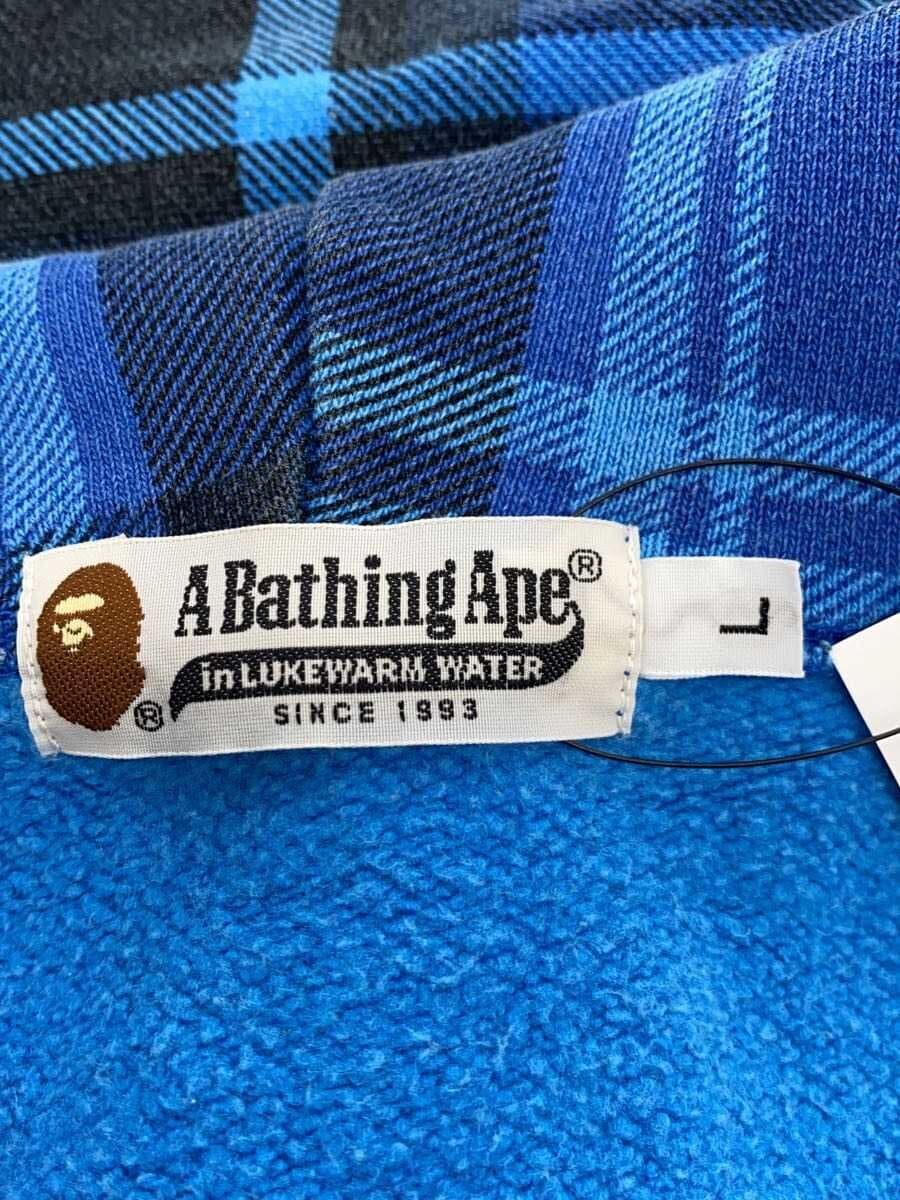 A Bathing Ape®
in LUKEWARM WATER
® SINCE 1993
L